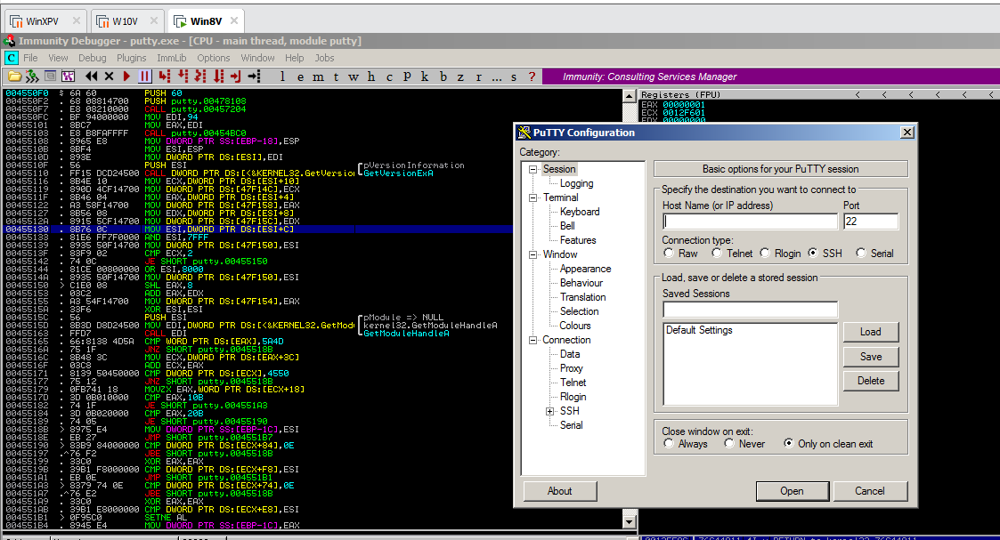 WinXPV
W10V
Win8V
Immunity Debugger - putty.exe - [CPU - main thread, module putty]
C File View Debug Plugins ImmLib Options Window Help Jobs
l e m t w h c P k b z r ... s ?
Immunity: Consulting Services Manager
004550F0 $ 6A 60 PUSH 60
004550F2 . 68 08814700 PUSH putty.00478108
004550F7 . E8 08210000 CALL putty.00457204
004550FC . BF 94000000 MOV EDI,94
00455101 . 8BC7 MOV EAX,EDI
00455103 . E8 B8FAFFFF CALL putty.00454BC0
00455108 . 8965 E8 MOV DWORD PTR SS:[EBP-18],ESP
0045510B . 8BF4 MOV ESI,ESP
0045510D . 893E MOV DWORD PTR DS:[ESI],EDI
0045510F . 56 PUSH ESI
pVersionInformation
00455110 . FF15 DCD24500 CALL DWORD PTR DS:[<&KERNEL32.GetVersion
GetVersionExA
00455116 . 8B4E 10 MOV ECX,DWORD PTR DS:[ESI+10]
00455119 . 890D 4CF14700 MOV DWORD PTR DS:[47F14C],ECX
0045511F . 8B46 04 MOV EAX,DWORD PTR DS:[ESI+4]
00455122 . A3 58F14700 MOV DWORD PTR DS:[47F158],EAX
00455127 . 8B56 08 MOV EDX,DWORD PTR DS:[ESI+8]
0045512A . 8915 5CF14700 MOV DWORD PTR DS:[47F15C],EDX
00455130 . 8B76 0C MOV ESI,DWORD PTR DS:[ESI+C]
00455133 . 81E6 FF7F0000 AND ESI,7FFF
00455139 . 8935 50F14700 MOV DWORD PTR DS:[47F150],ESI
0045513F . 83F9 02 CMP ECX,2
00455142 . 74 0C JE SHORT putty.00455150
00455144 . 81CE 00800000 OR ESI,8000
0045514A . 8935 50F14700 MOV DWORD PTR DS:[47F150],ESI
00455150 > C1E0 08 SHL EAX,8
00455153 . 03C2 ADD EAX,EDX
00455155 . A3 54F14700 MOV DWORD PTR DS:[47F154],EAX
0045515A . 33F6 XOR ESI,ESI
0045515C . 56 PUSH ESI
pModule => NULL
0045515D . 8B3D D8D24500 MOV EDI,DWORD PTR DS:[<&KERNEL32.GetMod
kernel32.GetModuleHandleA
00455163 . FFD7 CALL EDI
GetModuleHandleA
00455165 . 66:8138 4D5A CMP WORD PTR DS:[EAX],5A4D
0045516A . 75 1F JNZ SHORT putty.0045518B
0045516C . 8B48 3C MOV ECX,DWORD PTR DS:[EAX+3C]
0045516F . 03C8 ADD ECX,EAX
00455171 . 8139 50450000 CMP DWORD PTR DS:[ECX],4550
00455177 . 75 12 JNZ SHORT putty.0045518B
00455179 . 0FB741 18 MOVZX EAX,WORD PTR DS:[ECX+18]
0045517D . 3D 0B010000 CMP EAX,10B
00455182 . 74 1F JE SHORT putty.004551A3
00455184 . 3D 0B020000 CMP EAX,20B
00455189 . 74 05 JE SHORT putty.00455190
0045518B > 8975 E4 MOV DWORD PTR SS:[EBP-1C],ESI
0045518E . EB 27 JMP SHORT putty.004551B7
00455190 > 83B9 84000000 CMP DWORD PTR DS:[ECX+84],0E
00455197 .^76 F2 JBE SHORT putty.0045518B
00455199 . 33C0 XOR EAX,EAX
0045519B . 39B1 F8000000 CMP DWORD PTR DS:[ECX+F8],ESI
004551A1 . EB 0E JMP SHORT putty.004551B1
004551A3 > 8379 74 0E CMP DWORD PTR DS:[ECX+74],0E
004551A7 .^76 E2 JBE SHORT putty.0045518B
004551A9 . 33C0 XOR EAX,EAX
004551AB . 39B1 E8000000 CMP DWORD PTR DS:[ECX+E8],ESI
004551B1 > 0F95C0 SETNE AL
004551B4 . 8945 E4 MOV DWORD PTR SS:[EBP-1C],EAX
Registers (FPU) < < < < < <
EAX 00000001
ECX 0012F601
EDX 00000000
PuTTY Configuration
Category:
Session
Logging
Terminal
Keyboard
Bell
Features
Window
Appearance
Behaviour
Translation
Selection
Colours
Connection
Data
Proxy
Telnet
Rlogin
SSH
Serial
Basic options for your PuTTY session
Specify the destination you want to connect to
Host Name (or IP address) Port
22
Connection type:
Raw Telnet Rlogin SSH Serial
Load, save or delete a stored session
Saved Sessions
Default Settings
Load
Save
Delete
Close window on exit:
Always Never Only on clean exit
About Open Cancel